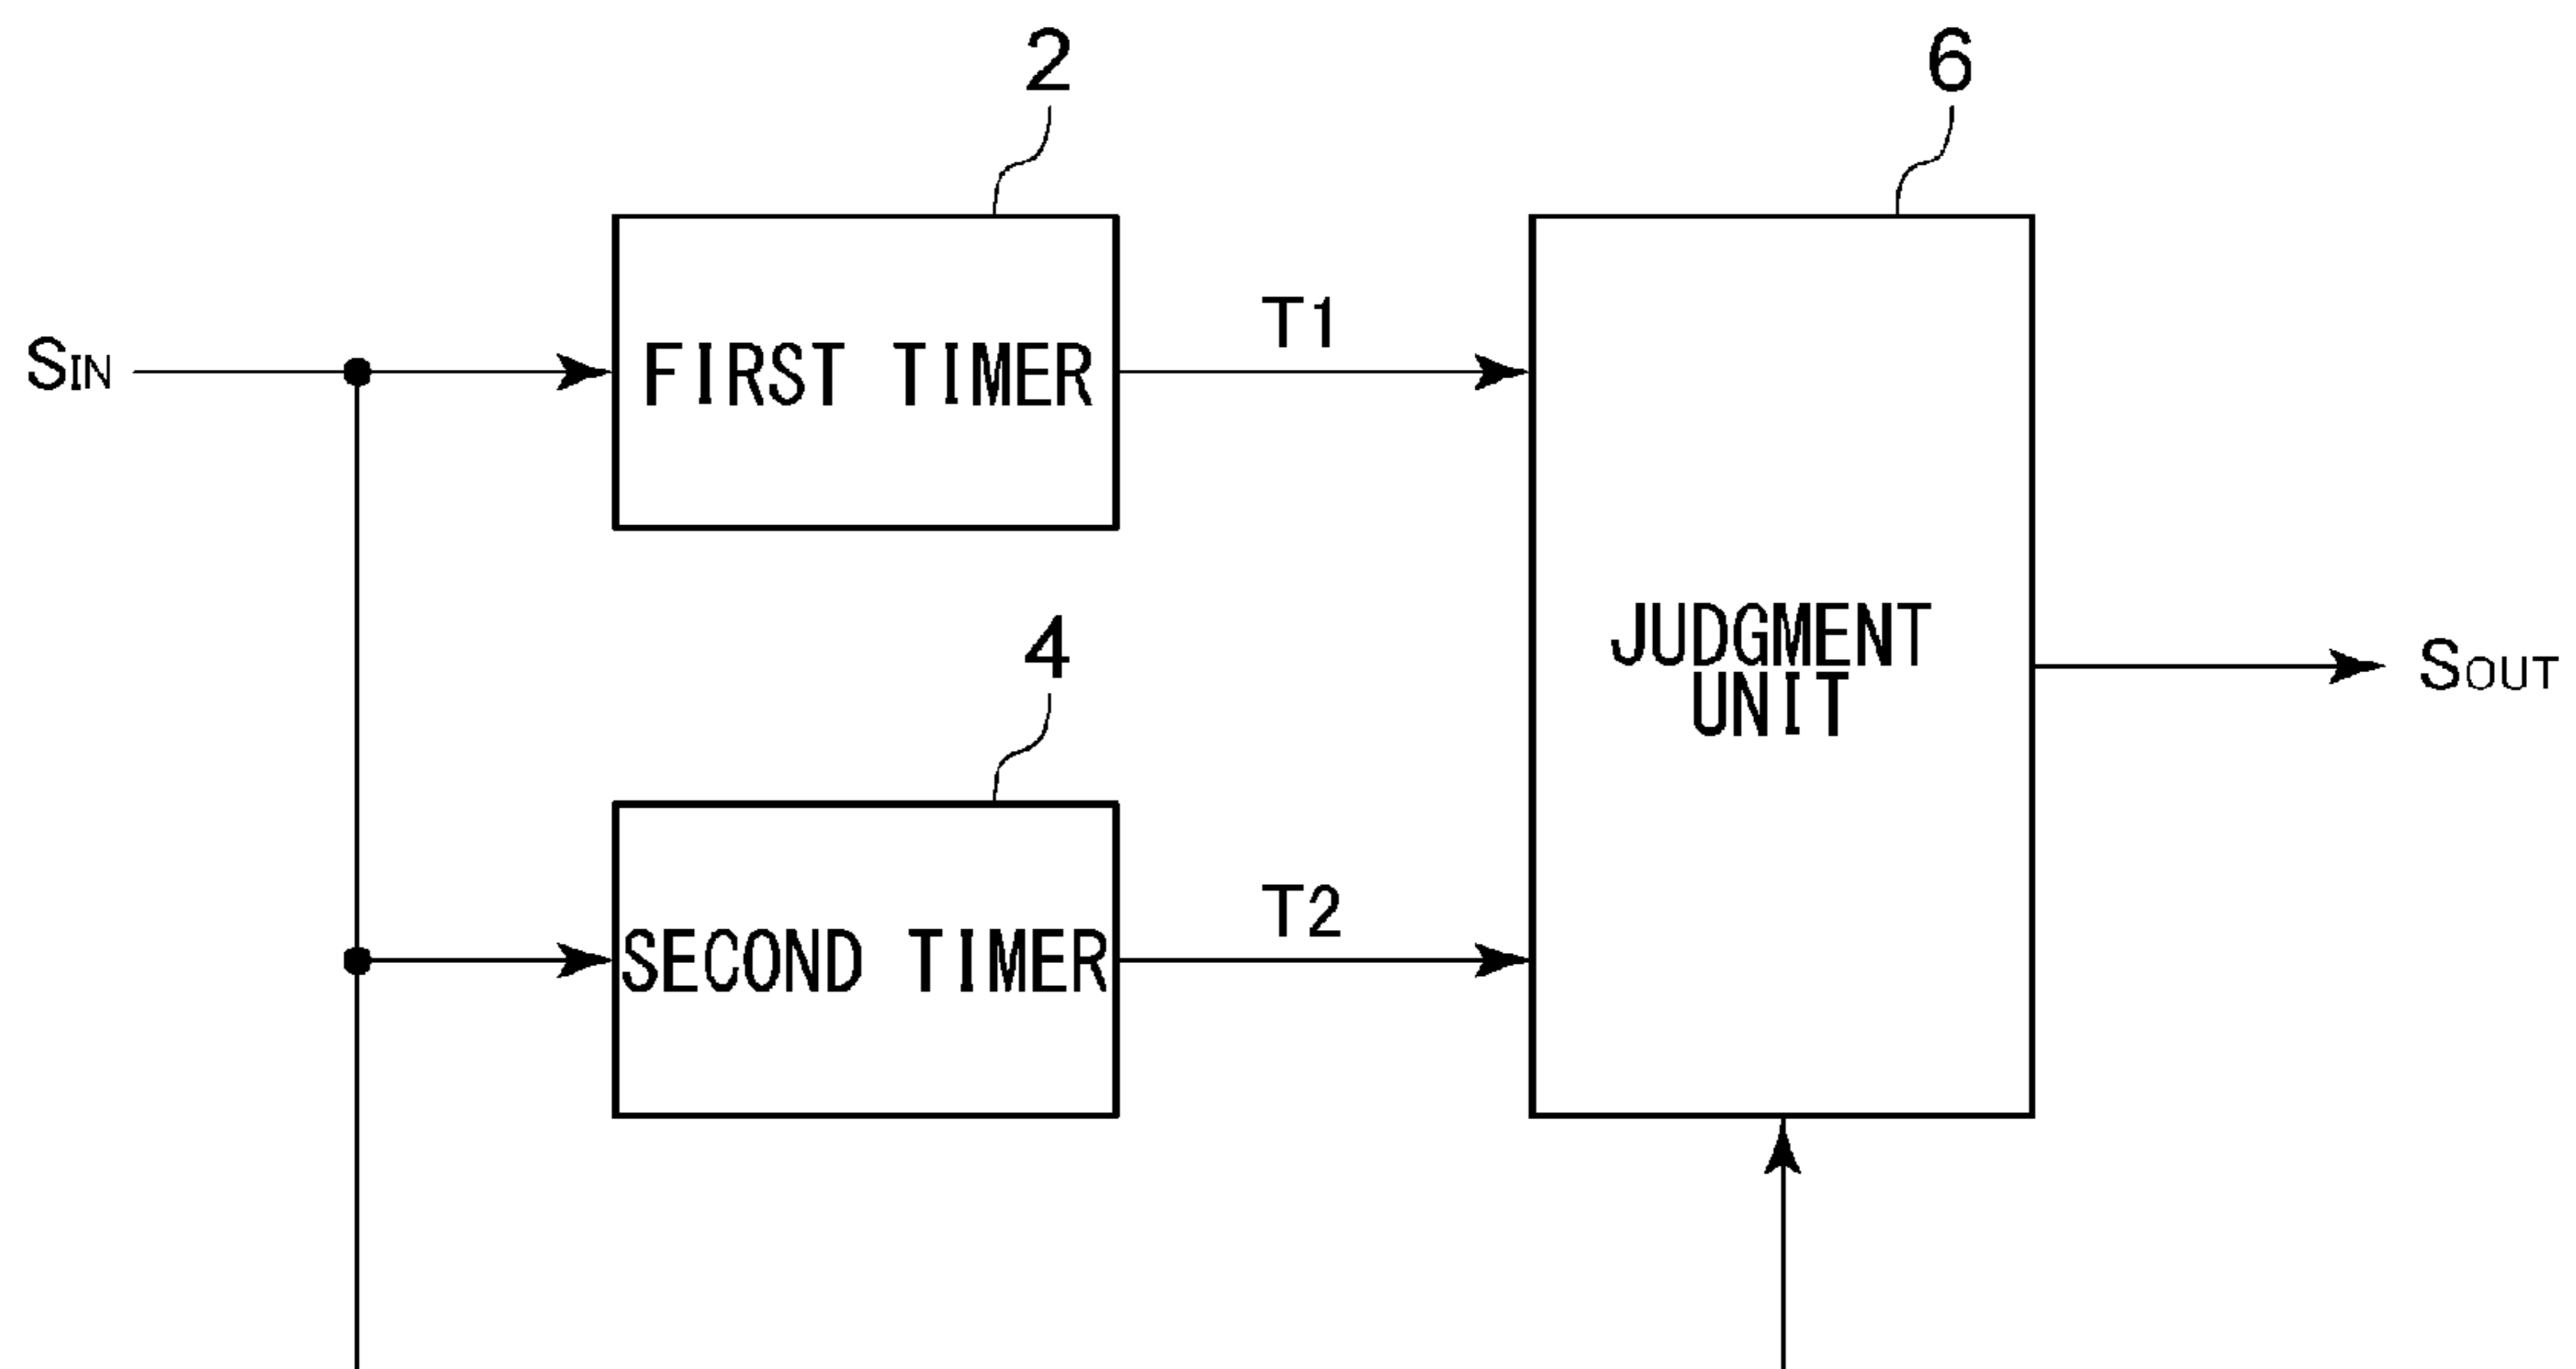 2
6
SIN
FIRST TIMER
T1
JUDGMENT
UNIT
SOUT
4
SECOND TIMER
T2